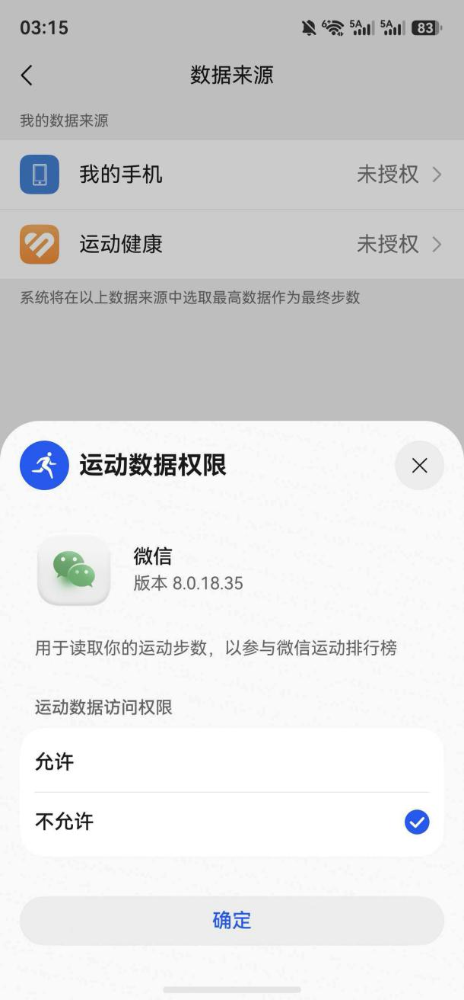 03:15
6+
5A
5A
83
数据来源
我的数据来源
我的手机 未授权
运动健康 未授权
系统将在以上数据来源中选取最高数据作为最终步数
运动数据权限
微信
版本 8.0.18.35
用于读取你的运动步数，以参与微信运动排行榜
运动数据访问权限
允许
不允许
确定